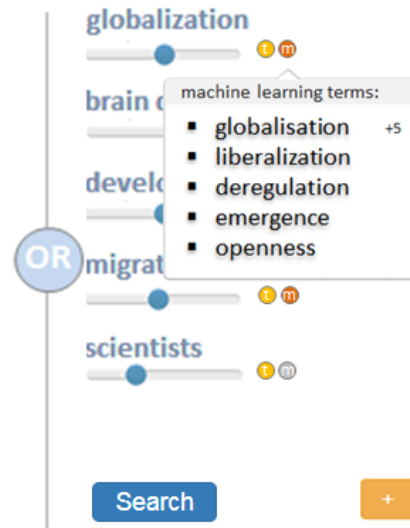 globalization
t m
machine learning terms:
brain
▪ globalisation +5
▪ liberalization
▪ deregulation
▪ emergence
▪ openness
develo
OR
migrat
t m
scientists
t m
Search
+